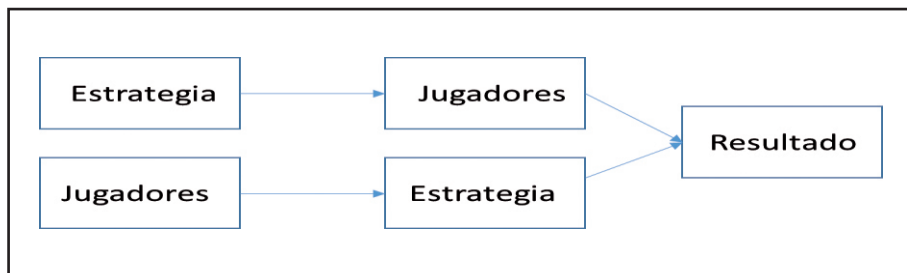 Estrategia
Jugadores
Resultado
Jugadores
Estrategia